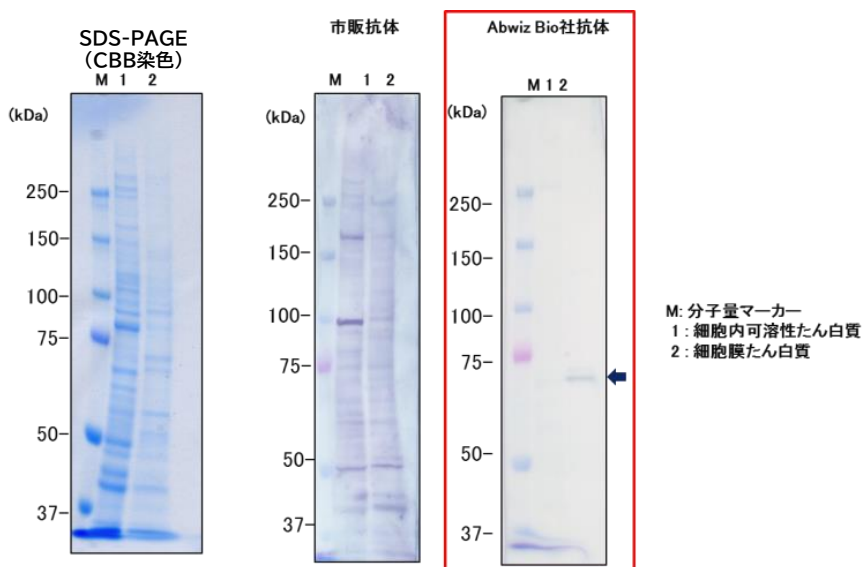 SDS-PAGE
(CBB染色)
M 1 2
(kDa)
250-
150-
100-
75-
50-
37-
市販抗体
M 1 2
(kDa)
250-
150-
100-
75-
50-
37-
Abwiz Bio社抗体
M 1 2
(kDa)
250-
150-
100-
75-
50-
37-
M: 分子量マーカー
1 : 細胞内可溶性たん白質
2 : 細胞膜たん白質